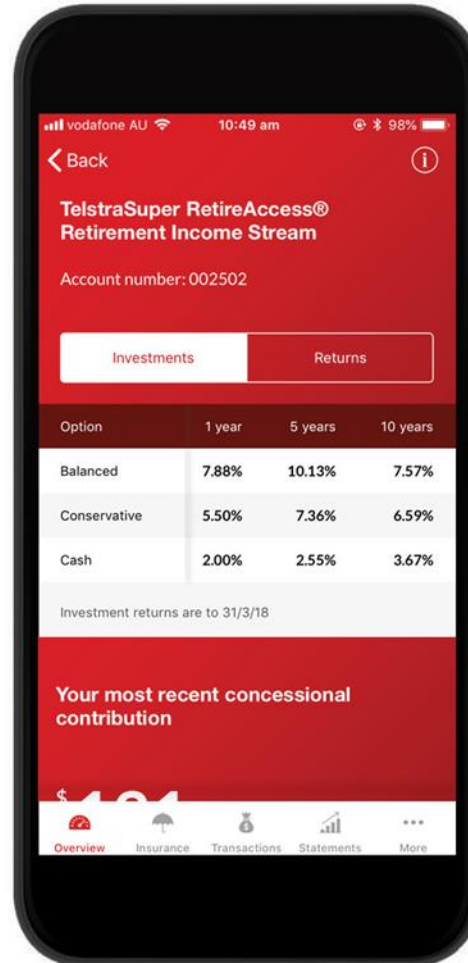 vodafone AU 10:49 am 98%
Back
TelstraSuper RetireAccess®
Retirement Income Stream
Account number: 002502
Investments Returns
Option 1 year 5 years 10 years
Balanced 7.88% 10.13% 7.57%
Conservative 5.50% 7.36% 6.59%
Cash 2.00% 2.55% 3.67%
Investment returns are to 31/3/18
Your most recent concessional
contribution
$
Overview Insurance Transactions Statements More